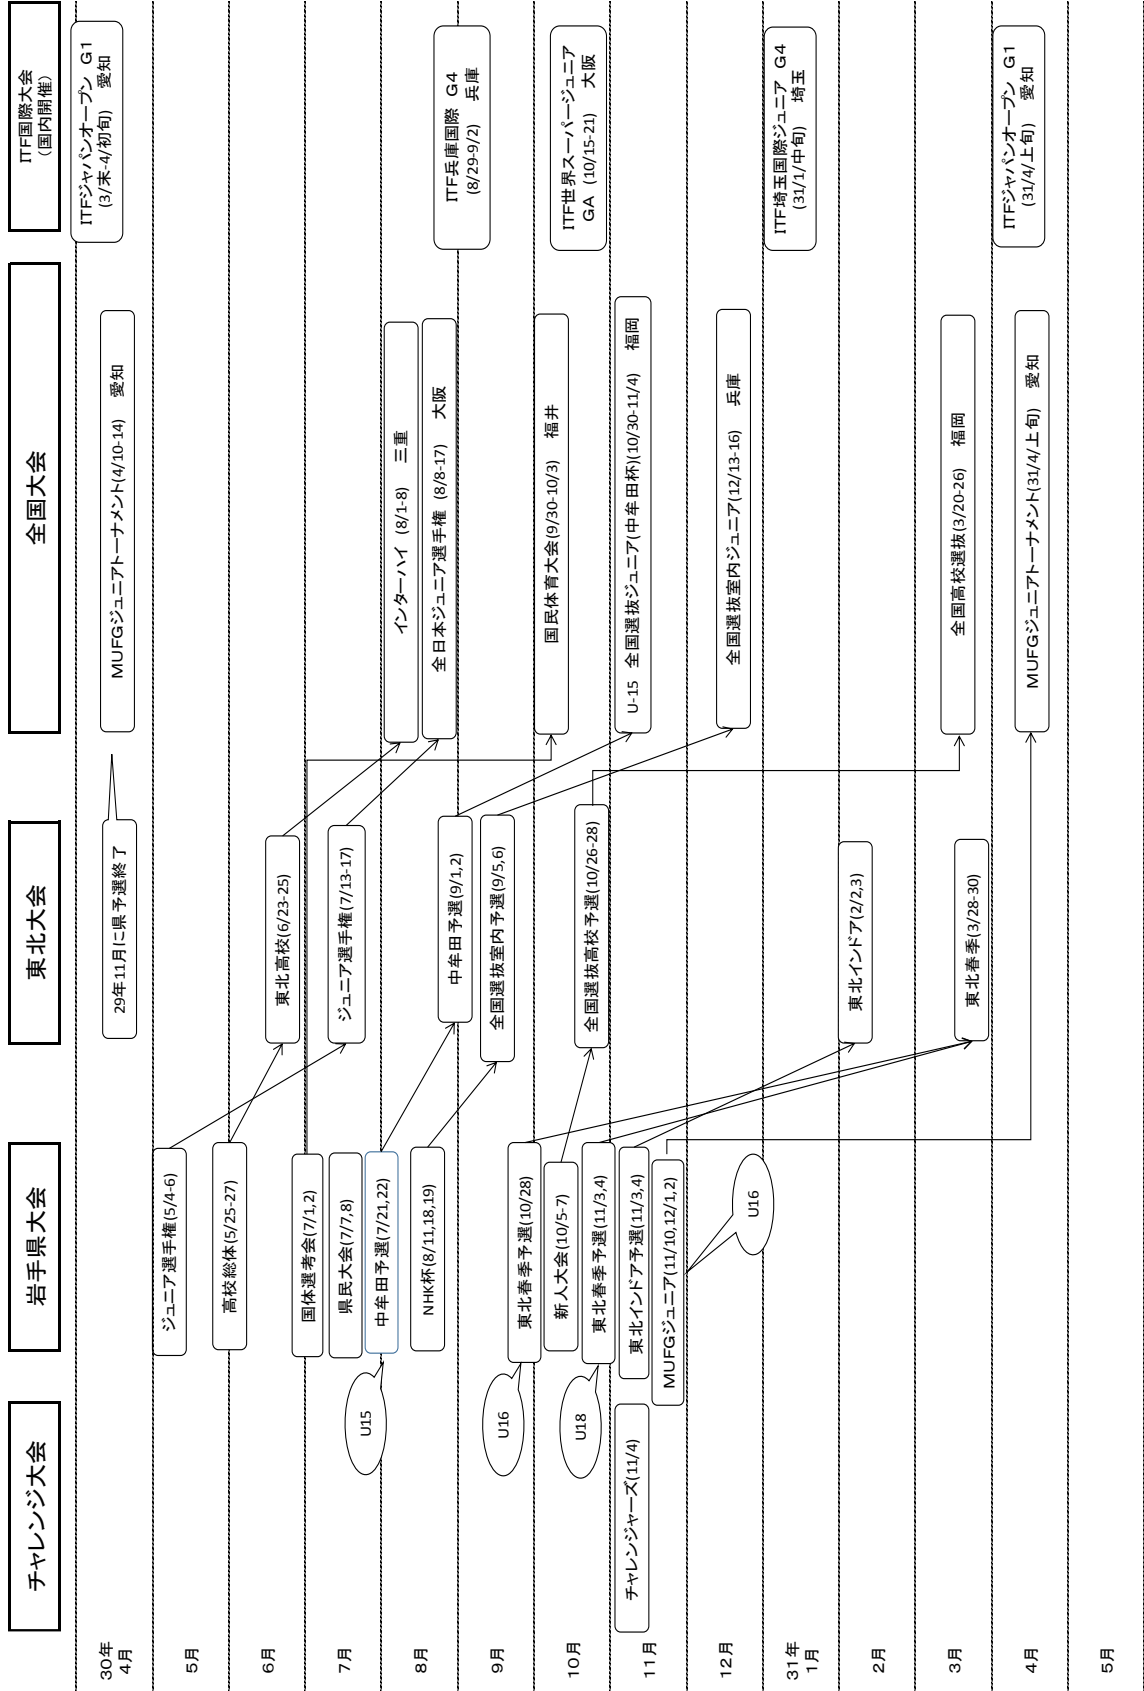 チャレンジ大会
岩手県大会
東北大会
全国大会
ITF国際大会
（国内開催）
30年
4月
29年11月に県予選終了
MUFGジュニアトーナメント(4/10-14)　愛知
ITFジャパンオープン　G1
(3/末-4/初旬)　愛知
5月
ジュニア選手権(5/4-6)
高校総体(5/25-27)
6月
東北高校(6/23-25)
7月
国体選考会(7/1,2)
県民大会(7/7,8)
中牟田予選(7/21,22)
U15
ジュニア選手権(7/13-17)
8月
NHK杯(8/11,18,19)
インターハイ (8/1-8)　三重
全日本ジュニア選手権 (8/8-17)　大阪
ITF兵庫国際　G4
(8/29-9/2)　兵庫
9月
中牟田予選(9/1,2)
全国選抜室内予選(9/5,6)
東北春季予選(10/28)
U16
10月
新人大会(10/5-7)
東北春季予選(11/3,4)
U18
全国選抜高校予選(10/26-28)
国民体育大会(9/30-10/3)　福井
ITF世界スーパージュニア
GA (10/15-21)　大阪
11月
チャレンジャーズ(11/4)
東北インドア予選(11/3,4)
MUFGジュニア(11/10,12/1,2)
U16
U-15　全国選抜ジュニア(中牟田杯)(10/30-11/4)　福岡
12月
全国選抜室内ジュニア(12/13-16)　兵庫
31年
1月
ITF埼玉国際ジュニア　G4
(31/1/中旬)　埼玉
2月
東北インドア(2/2,3)
3月
東北春季(3/28-30)
全国高校選抜(3/20-26)　福岡
4月
MUFGジュニアトーナメント(31/4/上旬)　愛知
ITFジャパンオープン　G1
(31/4/上旬)　愛知
5月